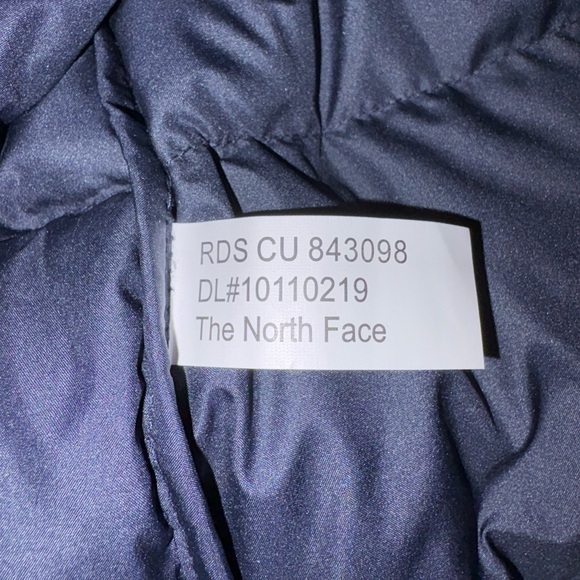 RDS CU 843098
DL#10110219
The North Face